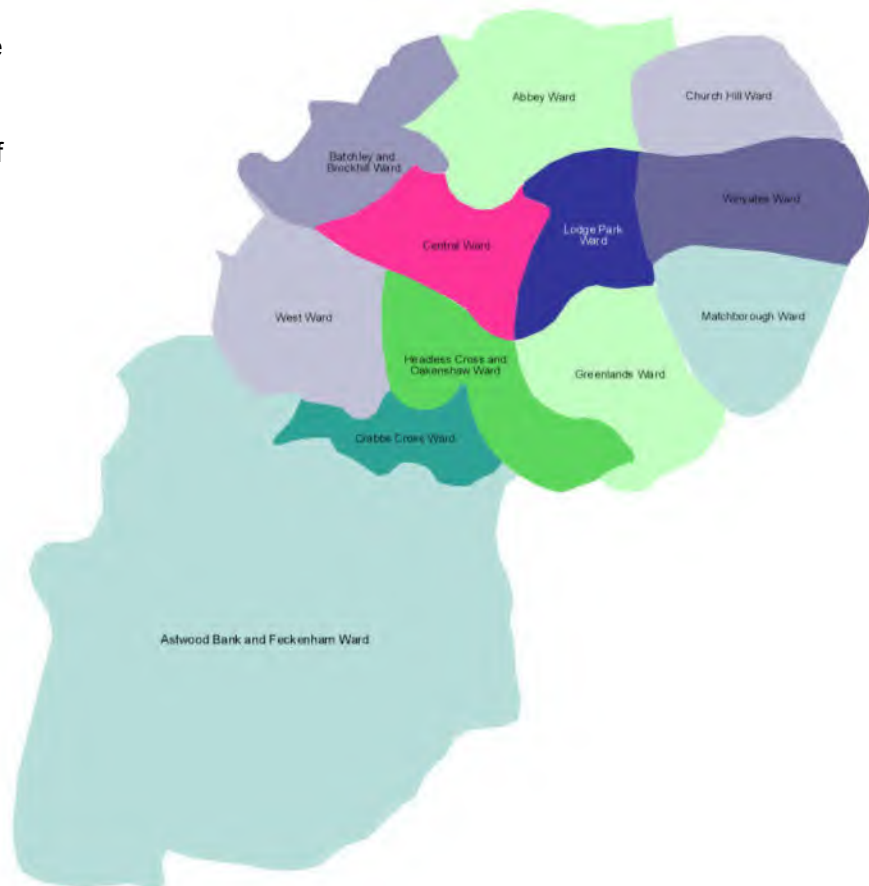 e
f
Abbey Ward
Church Hill Ward
Batchley and
Brockhill Ward
Winyates Ward
Lodge Park
Ward
Central Ward
West Ward
Matchborough Ward
Headless Cross and
Oakenshaw Ward
Greenlands Ward
Crabbs Cross Ward
Astwood Bank and Feckenham Ward